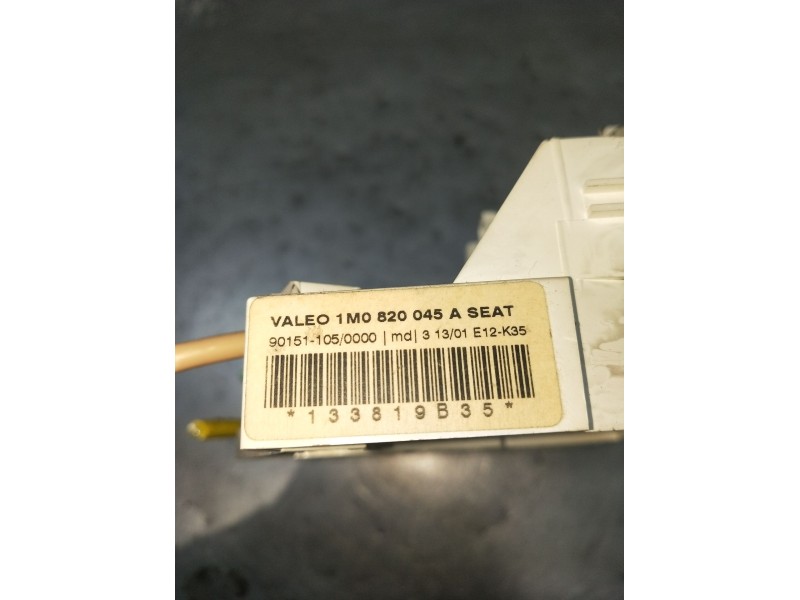 VALEO 1M0 820 045 A SEAT
90151-105/0000 | md | 3 13/01 E12-K35
*133819B35*